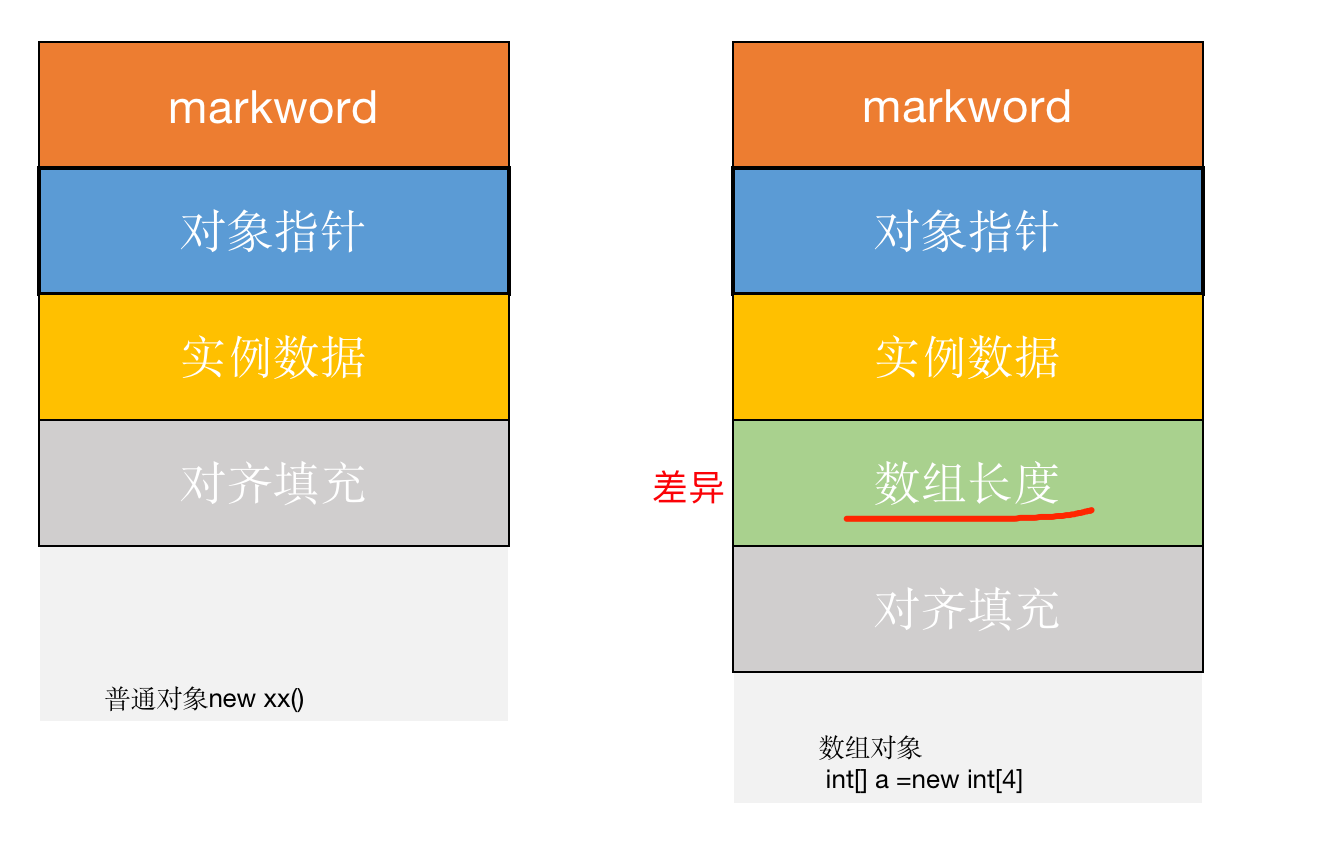 markword
对象指针
实例数据
对齐填充
普通对象new xx()
markword
对象指针
实例数据
差异
数组长度
对齐填充
数组对象
int[] a =new int[4]